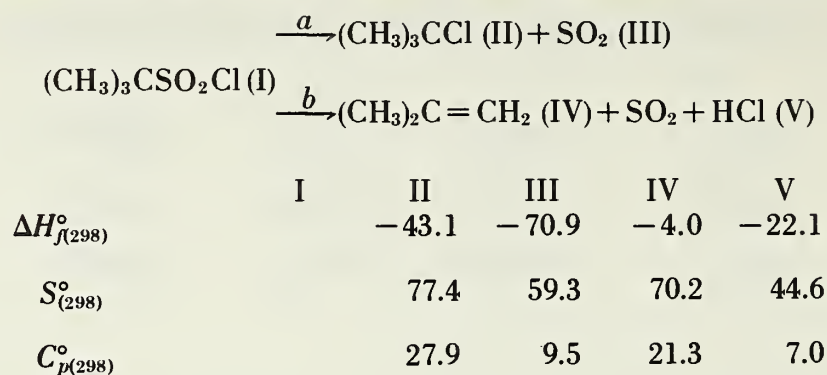 a (CH₃)₃CCl (II) + SO₂ (III)
(CH₃)₃CSO₂Cl (I)
b (CH₃)₂C=CH₂ (IV) + SO₂ + HCl (V)
I II III IV V
ΔH°f(298) −43.1 −70.9 −4.0 −22.1
S°(298) 77.4 59.3 70.2 44.6
C°p(298) 27.9 9.5 21.3 7.0